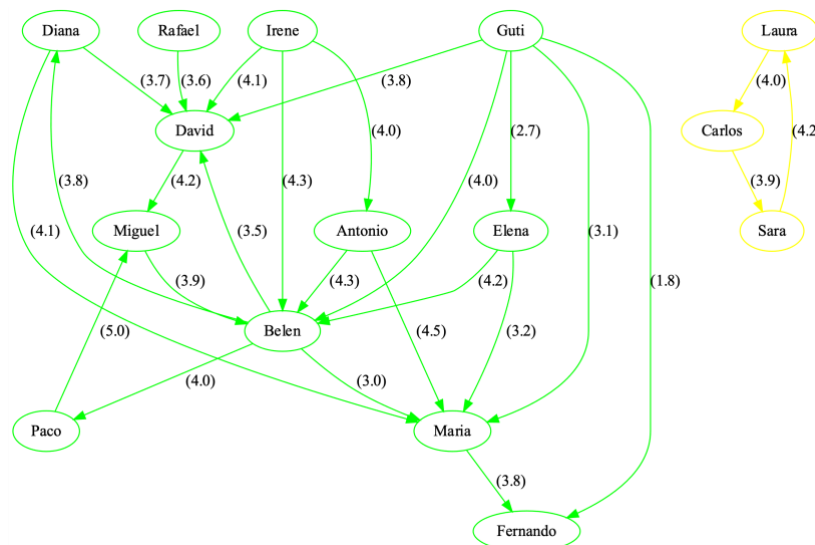 Diana Rafael Irene Guti Laura
(3.7) (3.6) (4.1) (3.8) (4.0)
David Carlos
(4.0) (2.7) (4.2
(3.8) (4.2) (4.3) (4.0) (3.9)
Miguel Antonio Elena Sara
(4.1) (3.5) (3.1)
(3.9) (4.3) (4.2) (1.8)
Belen
(5.0) (4.5) (3.2)
(4.0) (3.0)
Paco Maria
(3.8)
Fernando